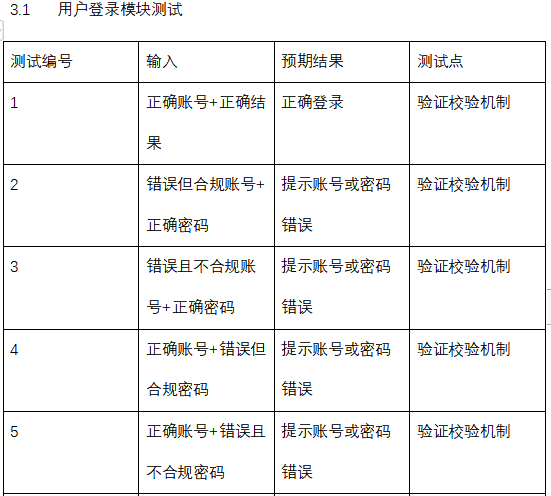 3.1 用户登录模块测试
测试编号 输入 预期结果 测试点
1 正确账号+正确结 正确登录 验证校验机制
果
2 错误但合规账号+ 提示账号或密码 验证校验机制
正确密码 错误
3 错误且不合规账 提示账号或密码 验证校验机制
号+正确密码 错误
4 正确账号+错误但 提示账号或密码 验证校验机制
合规密码 错误
5 正确账号+错误且 提示账号或密码 验证校验机制
不合规密码 错误